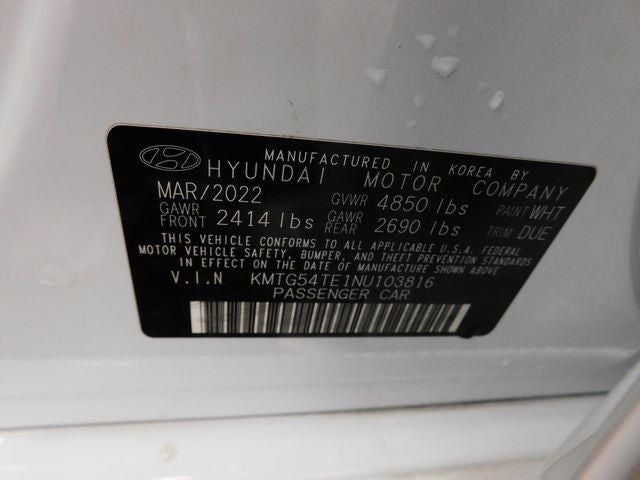 MANUFACTURED IN KOREA BY
HYUNDAI MOTOR COMPANY
MAR/2022 GVWR 4850 lbs PAINT WHT
GAWR FRONT 2414 lbs GAWR REAR 2690 lbs TRIM DUE
THIS VEHICLE CONFORMS TO ALL APPLICABLE U.S.A. FEDERAL
MOTOR VEHICLE SAFETY, BUMPER, AND THEFT PREVENTION STANDARDS
IN EFFECT ON THE DATE OF MANUFACTURE SHOWN ABOVE.
V.I.N KMTG54TE1NU103816
PASSENGER CAR